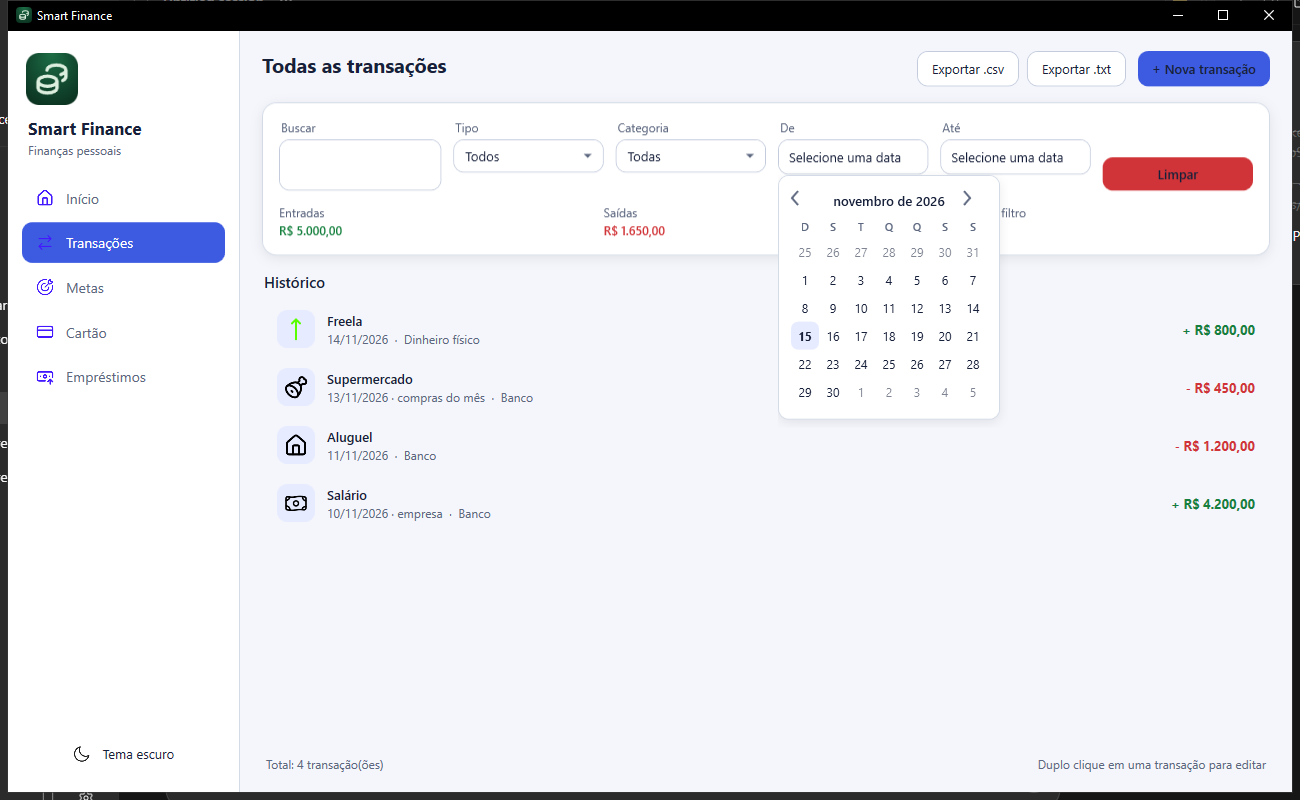 Smart Finance
Smart Finance
Finanças pessoais
Início
Transações
Metas
Cartão
Empréstimos
Tema escuro
Todas as transações
Exportar .csv
Exportar .txt
+ Nova transação
Buscar
Tipo
Categoria
De
Até
Todos
Todas
Selecione uma data
Selecione uma data
Limpar
Entradas
Saídas
filtro
R$ 5.000,00
R$ 1.650,00
novembro de 2026
D S T Q Q S S
25 26 27 28 29 30 31
1 2 3 4 5 6 7
8 9 10 11 12 13 14
15 16 17 18 19 20 21
22 23 24 25 26 27 28
29 30 1 2 3 4 5
Histórico
Freela
14/11/2026 · Dinheiro físico
+ R$ 800,00
Supermercado
13/11/2026 · compras do mês · Banco
- R$ 450,00
Aluguel
11/11/2026 · Banco
- R$ 1.200,00
Salário
10/11/2026 · empresa · Banco
+ R$ 4.200,00
Total: 4 transação(ões)
Duplo clique em uma transação para editar